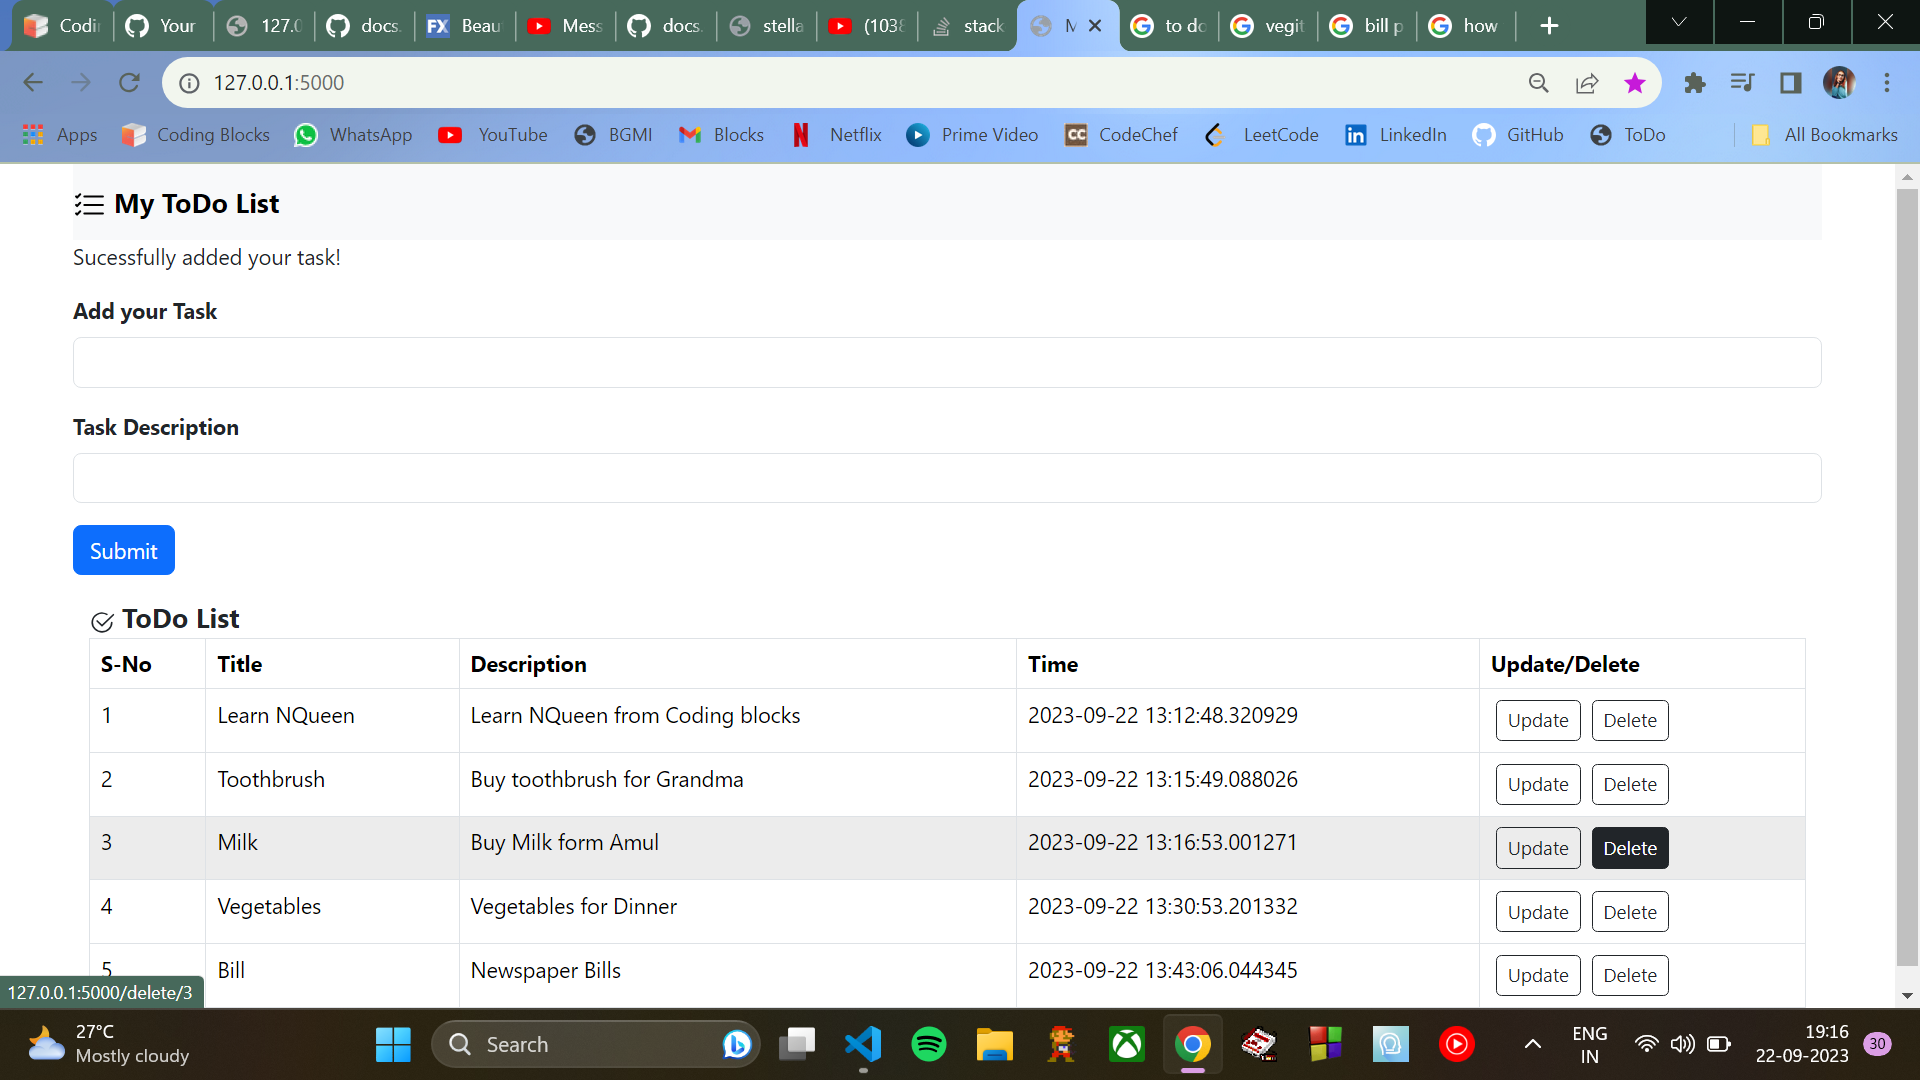 Codin Your 127.0 docs. FX Beau Mess docs. stella (1038 stack M to do vegit bill p how
127.0.0.1:5000
Apps Coding Blocks WhatsApp YouTube BGMI Blocks Netflix Prime Video CC CodeChef LeetCode in LinkedIn GitHub ToDo All Bookmarks
My ToDo List
Sucessfully added your task!
Add your Task
Task Description
Submit
ToDo List
S-No Title Description Time Update/Delete
1 Learn NQueen Learn NQueen from Coding blocks 2023-09-22 13:12:48.320929 Update Delete
2 Toothbrush Buy toothbrush for Grandma 2023-09-22 13:15:49.088026 Update Delete
3 Milk Buy Milk form Amul 2023-09-22 13:16:53.001271 Update Delete
4 Vegetables Vegetables for Dinner 2023-09-22 13:30:53.201332 Update Delete
5 Bill Newspaper Bills 2023-09-22 13:43:06.044345 Update Delete
127.0.0.1:5000/delete/3
27°C
Mostly cloudy
Search
ENG
IN
19:16
22-09-2023
30